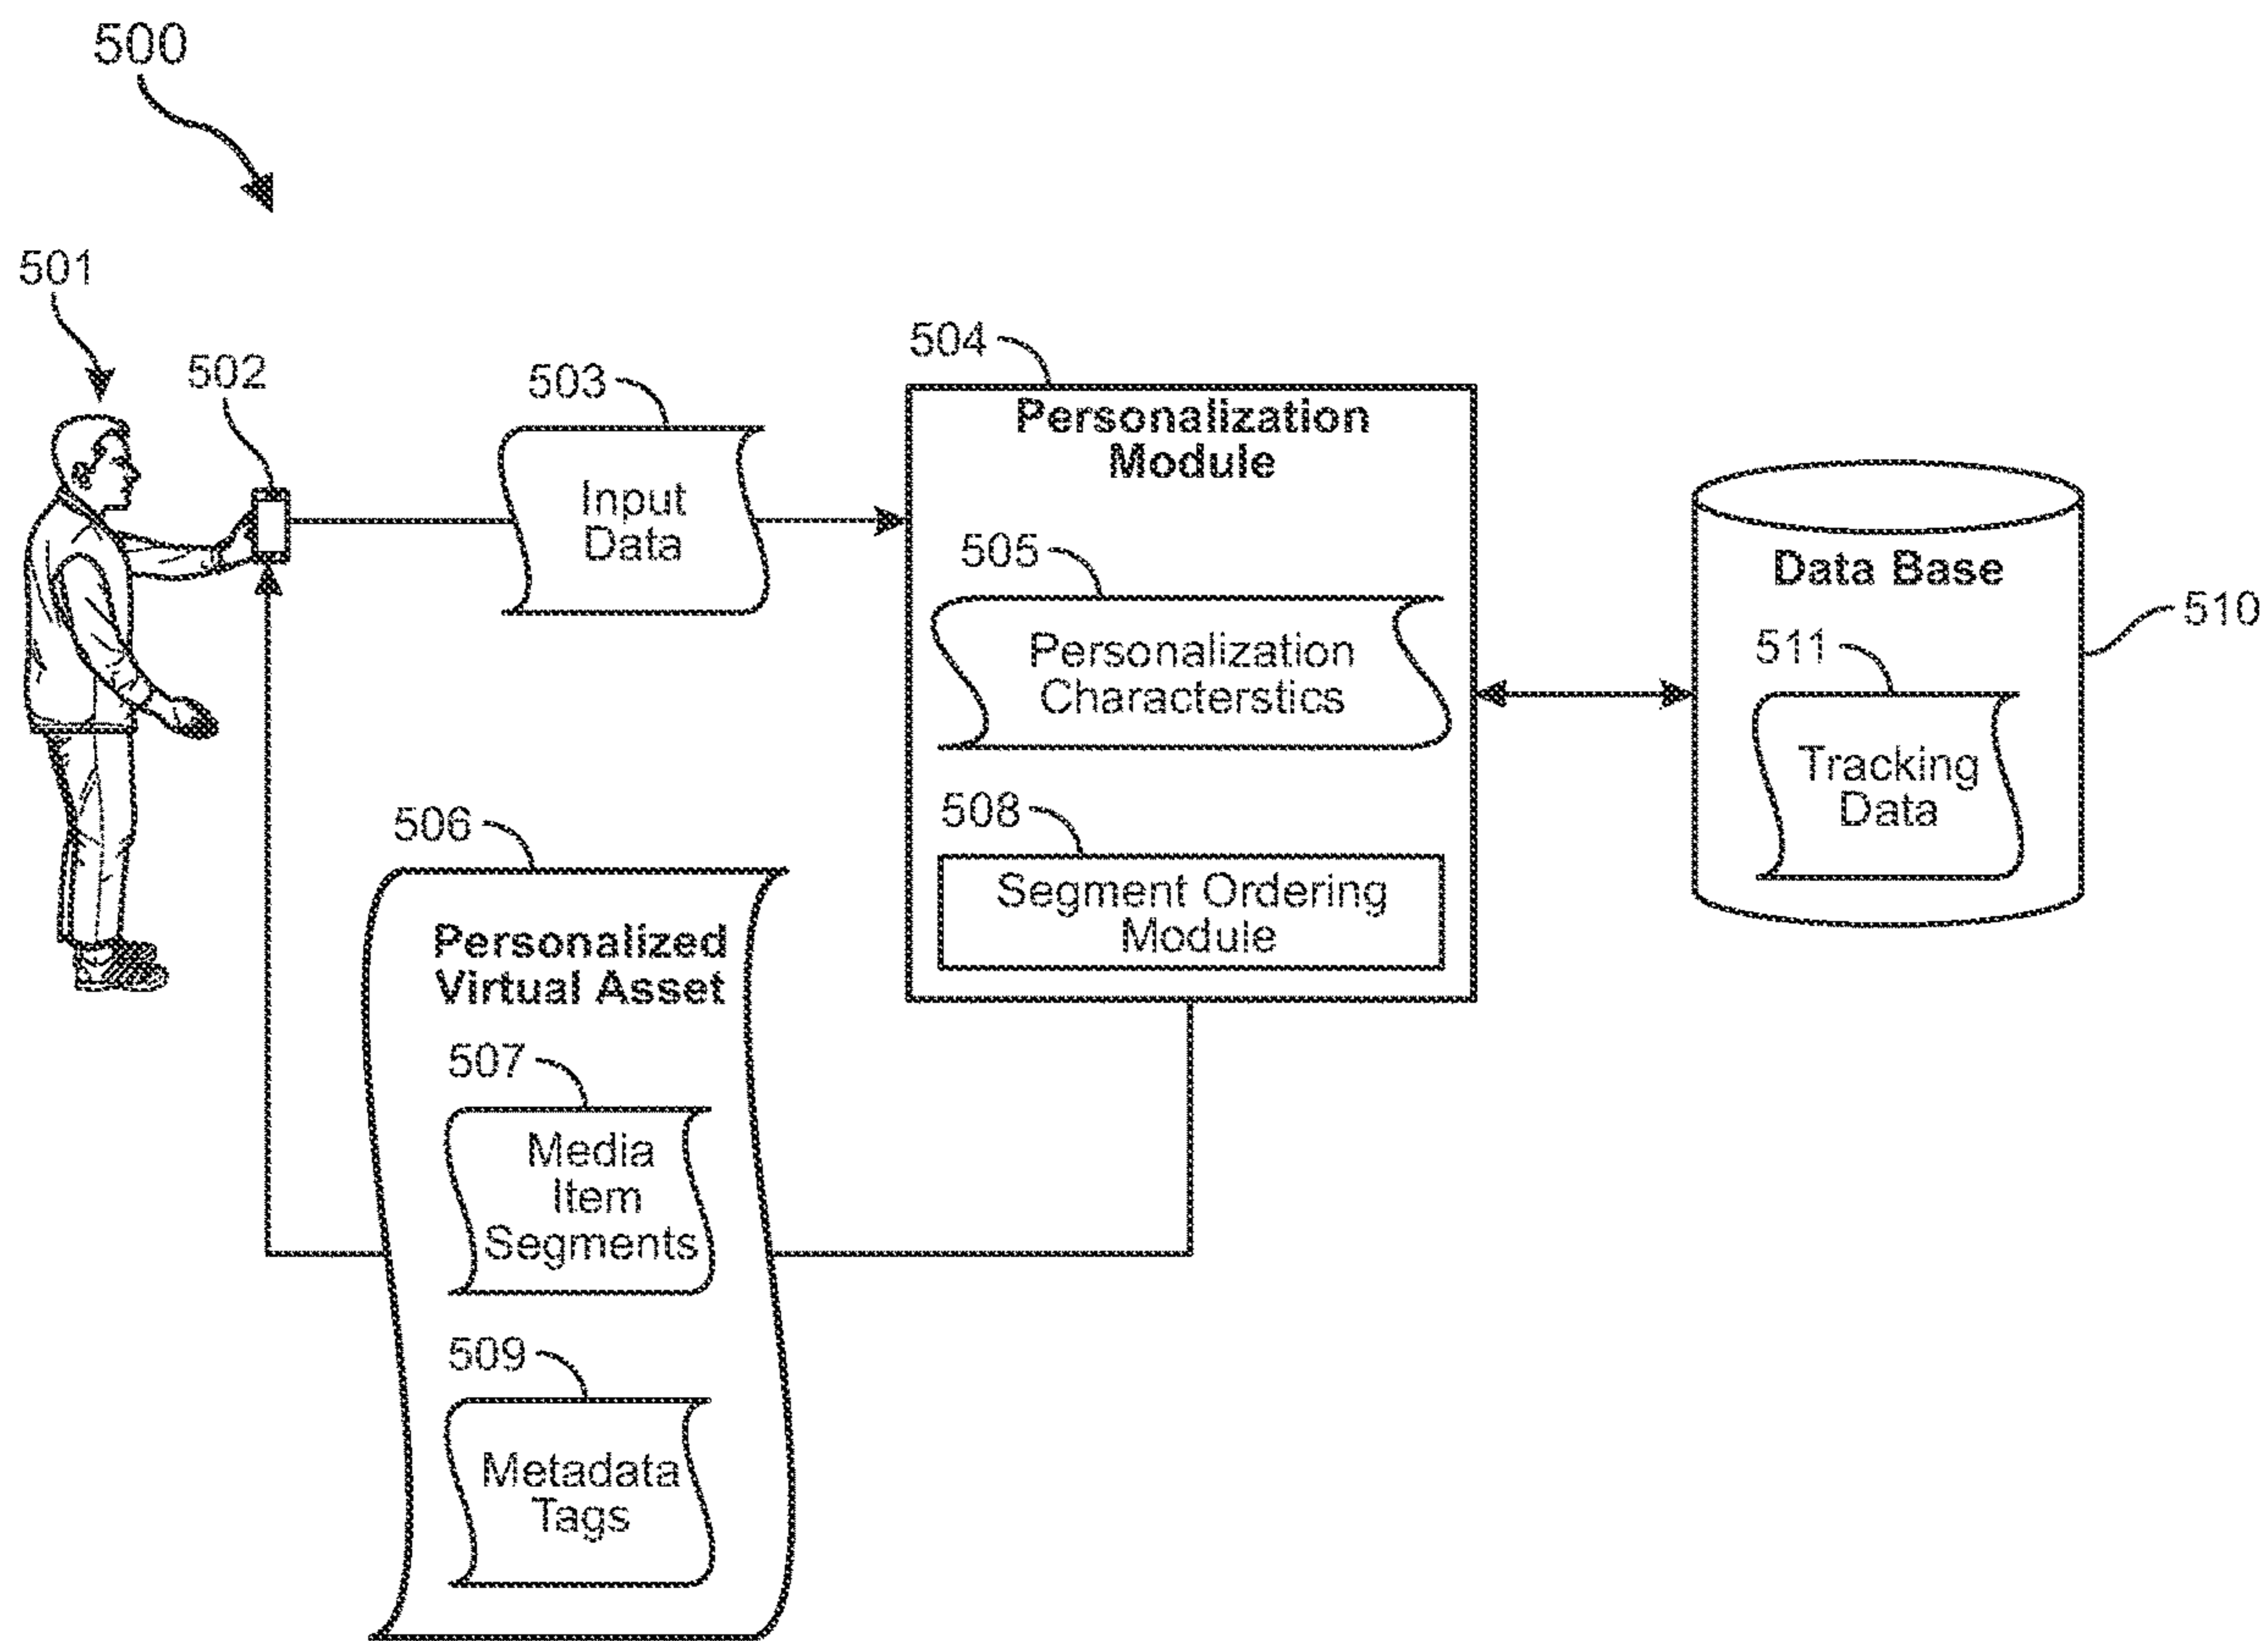 500
501
502
503
Input
Data
504
Personalization
Module
505
Personalization
Characterstics
508
Segment Ordering
Module
Data Base
510
511
Tracking
Data
506
Personalized
Virtual Asset
507
Media
Item
Segments
509
Metadata
Tags